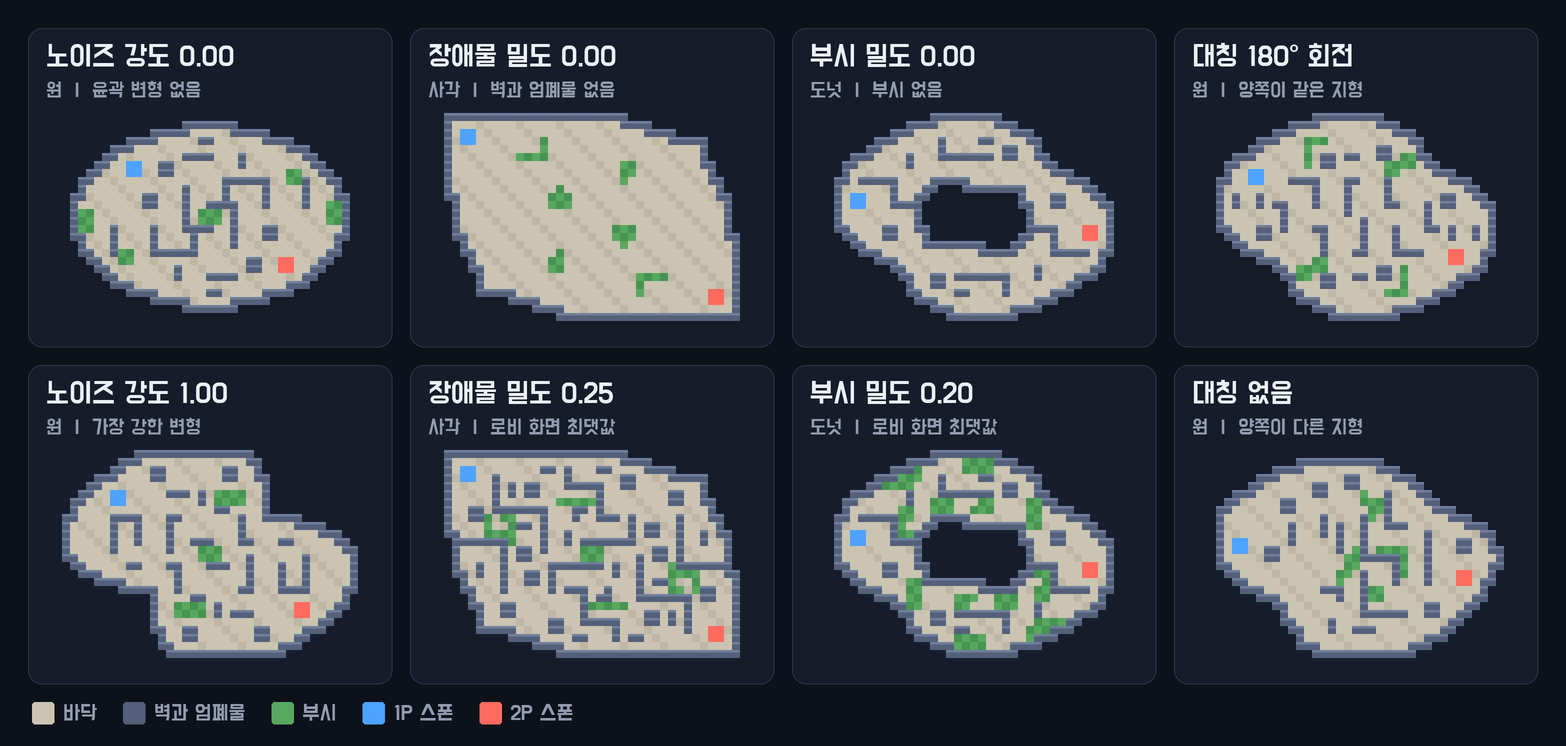 노이즈 강도 0.00
원 | 윤곽 변형 없음
장애물 밀도 0.00
사각 | 벽과 엄폐물 없음
부시 밀도 0.00
도넛 | 부시 없음
대칭 180° 회전
원 | 양쪽이 같은 지형
노이즈 강도 1.00
원 | 가장 강한 변형
장애물 밀도 0.25
사각 | 로비 화면 최댓값
부시 밀도 0.20
도넛 | 로비 화면 최댓값
대칭 없음
원 | 양쪽이 다른 지형
바닥 벽과 엄폐물 부시 1P 스폰 2P 스폰